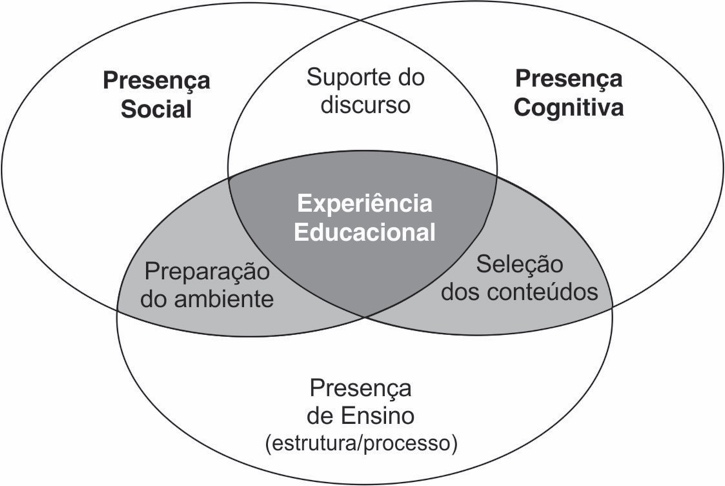 Presença
Social
Suporte do
discurso
Presença
Cognitiva
Experiência
Educacional
Preparação
do ambiente
Seleção
dos conteúdos
Presença
de Ensino
(estrutura/processo)